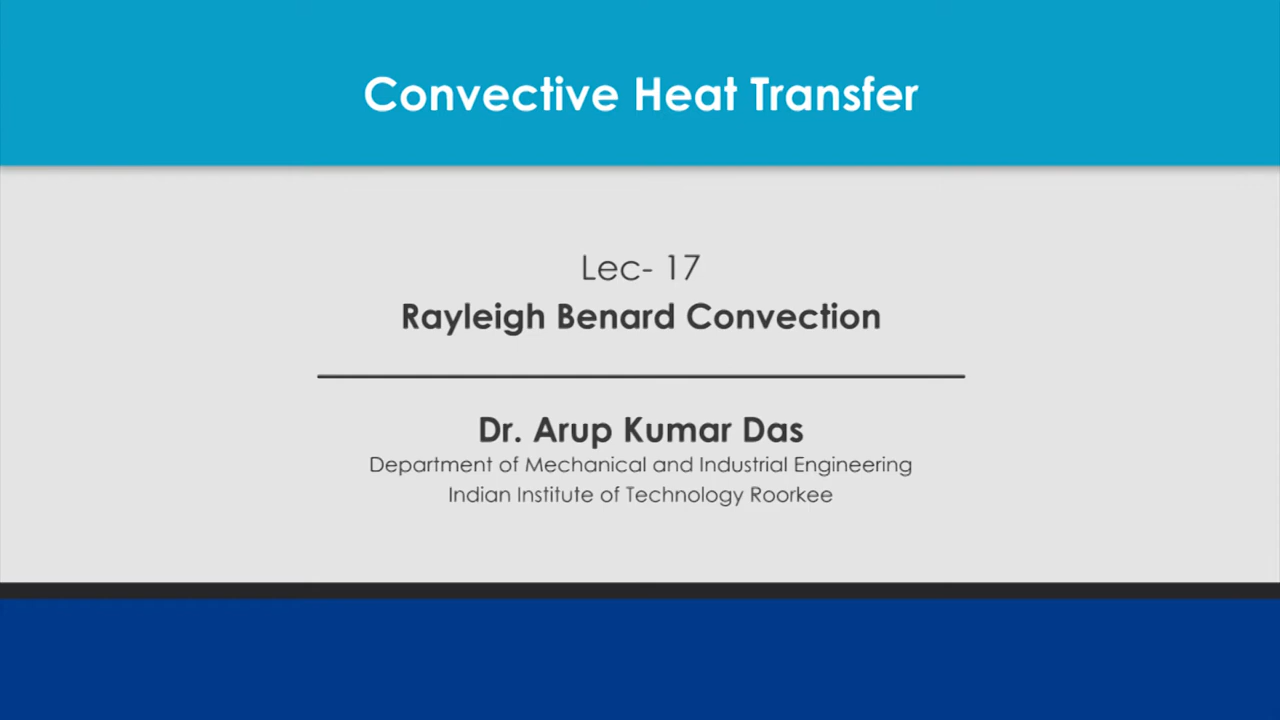 Convective Heat Transfer
Lec- 17
Rayleigh Benard Convection
Dr. Arup Kumar Das
Department of Mechanical and Industrial Engineering
Indian Institute of Technology Roorkee